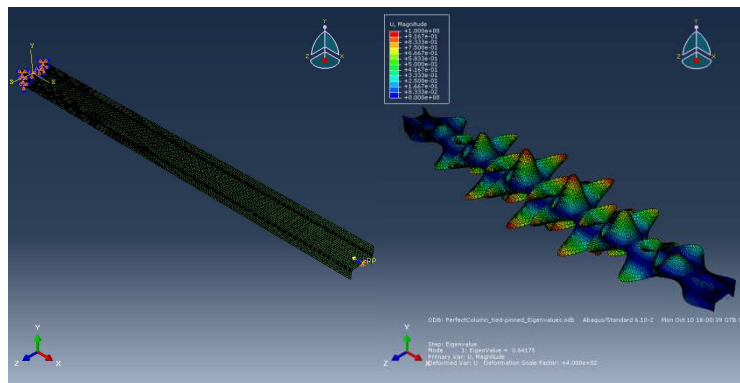 Y
Z
X
Y
X
RP
Y
Z
X
U, Magnitude
+1.000e+00
+9.167e-01
+8.333e-01
+7.500e-01
+6.667e-01
+5.833e-01
+5.000e-01
+4.167e-01
+3.333e-01
+2.500e-01
+1.667e-01
+8.333e-02
+0.000e+00
Y
Z
X
ODB: PerfectColumn_tied-pinned_Eigenvalues.odb Abaqus/Standard 6.10-2 Mon Oct 10 18:00:39 GTB
Step: Eigenvalue
Mode 1: EigenValue = 0.64175
Primary Var: U, Magnitude
Deformed Var: U Deformation Scale Factor: +4.000e+02
Y
Z
X